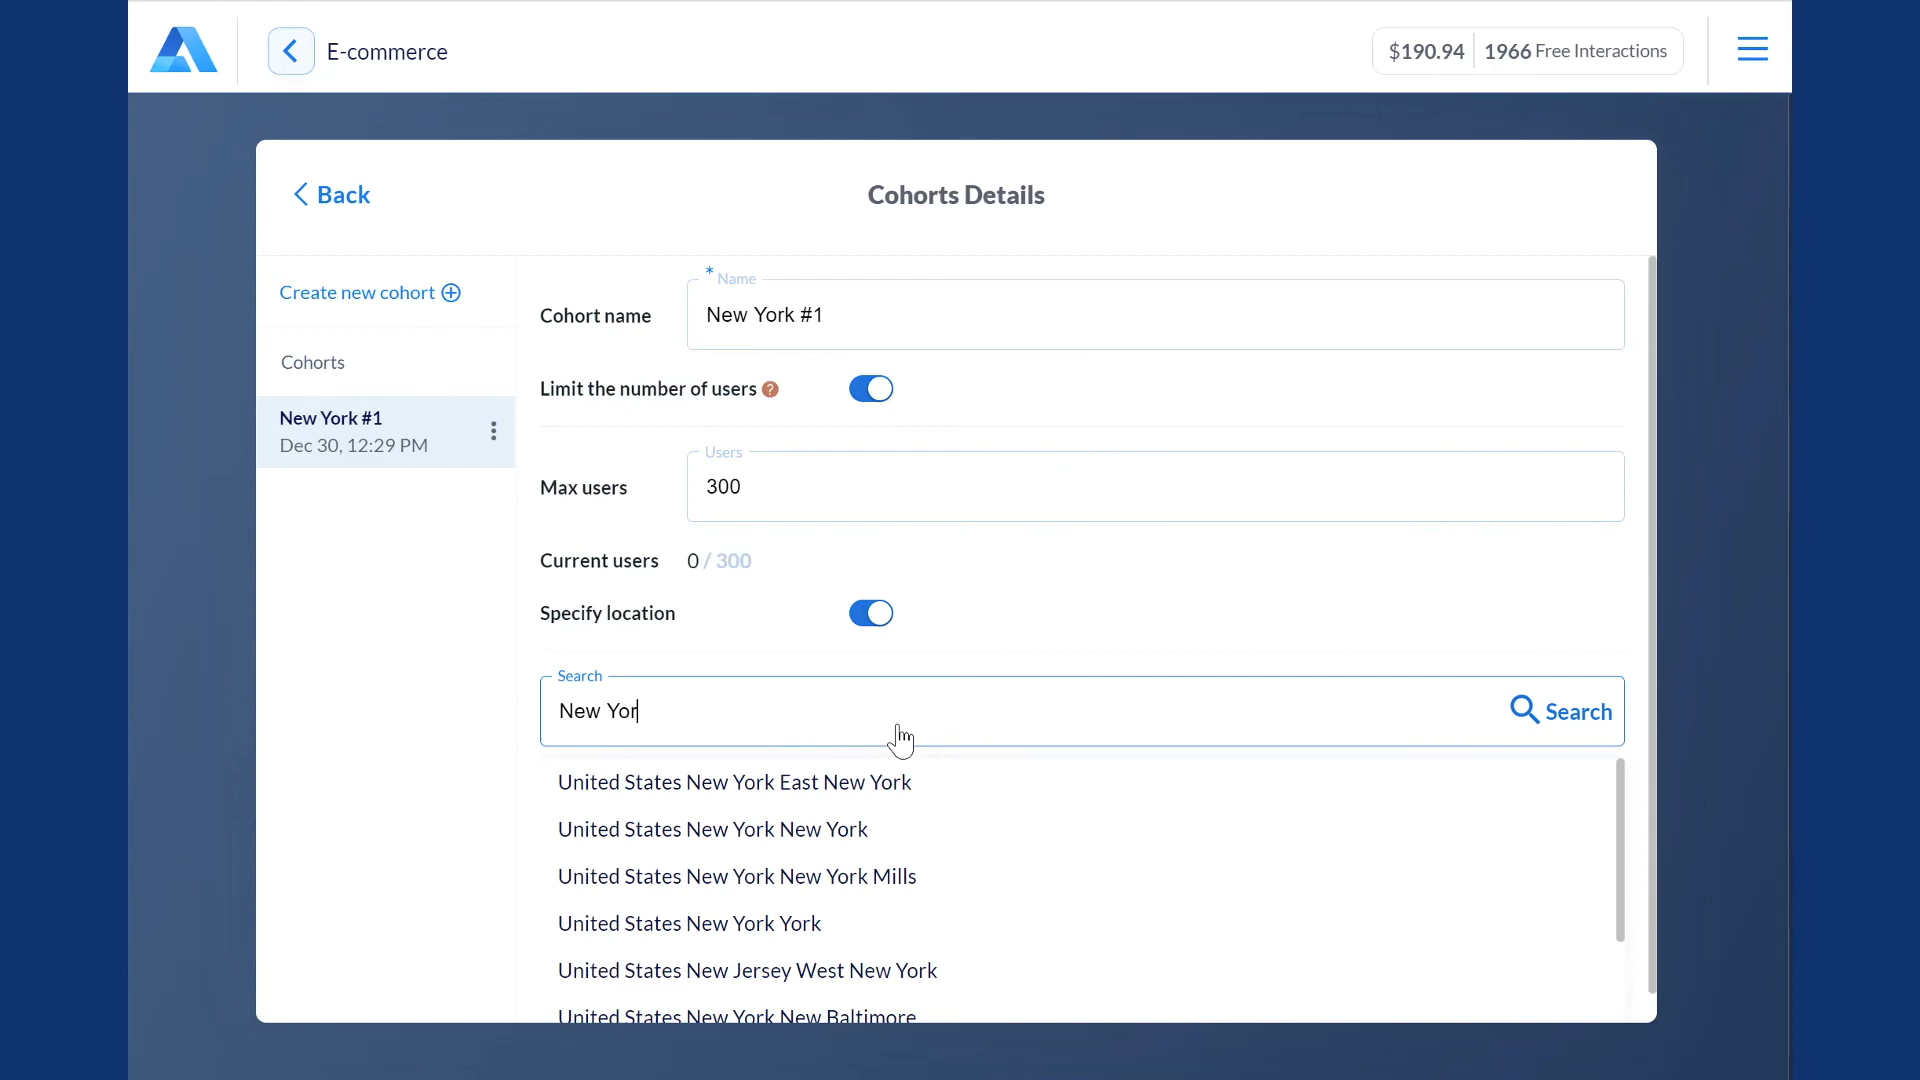 E-commerce
$190.94 1966 Free Interactions
Back
Cohorts Details
Create new cohort
Cohorts
New York #1
Dec 30, 12:29 PM
* Name
Cohort name
New York #1
Limit the number of users ?
Users
Max users
300
Current users 0 / 300
Specify location
Search
New Yor
Search
United States New York East New York
United States New York New York
United States New York New York Mills
United States New York York
United States New Jersey West New York
United States New York New Baltimore